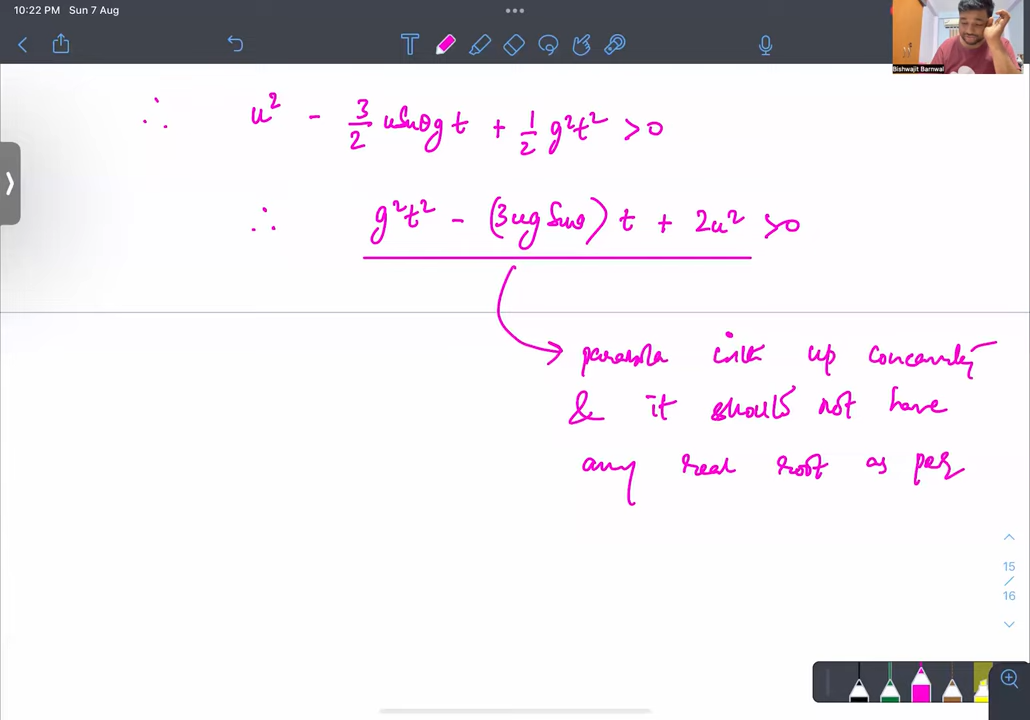 10:22 PM Sun 7 Aug
Bishwajit Barnwal
∴ u² - 3/2 usinθg t + 1/2 g²t² >0
∴ g²t² - (3ug sinθ) t + 2u² >0
parabola with up concavity
& it should not have
any real root as per
15
/
16